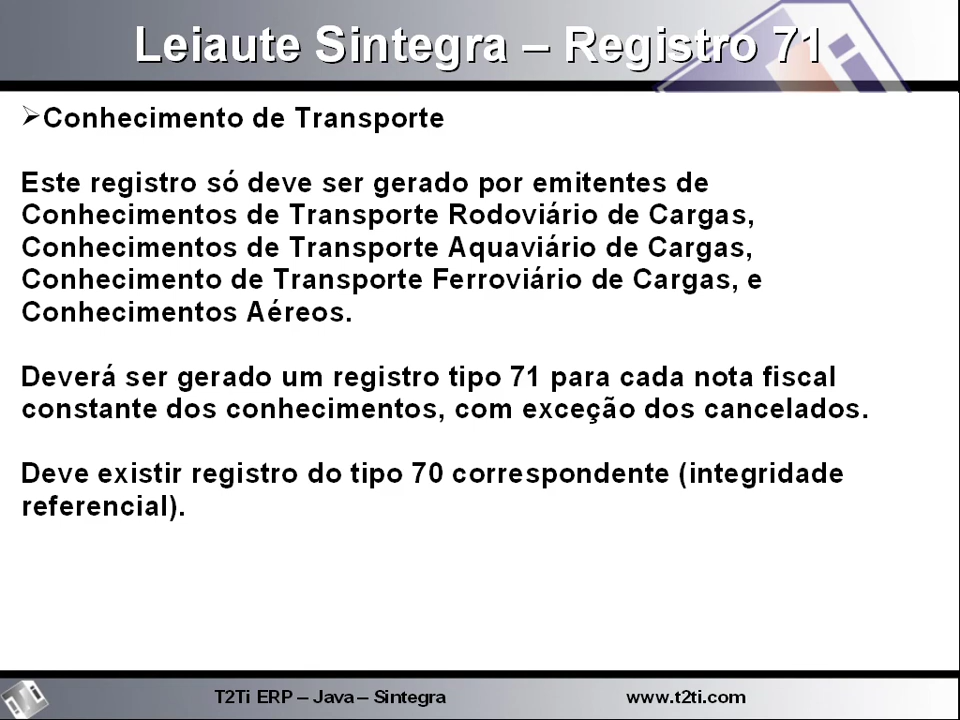 Leiaute Sintegra – Registro 71
➢Conhecimento de Transporte
Este registro só deve ser gerado por emitentes de
Conhecimentos de Transporte Rodoviário de Cargas,
Conhecimentos de Transporte Aquaviário de Cargas,
Conhecimento de Transporte Ferroviário de Cargas, e
Conhecimentos Aéreos.
Deverá ser gerado um registro tipo 71 para cada nota fiscal
constante dos conhecimentos, com exceção dos cancelados.
Deve existir registro do tipo 70 correspondente (integridade
referencial).
T2Ti ERP – Java – Sintegra www.t2ti.com